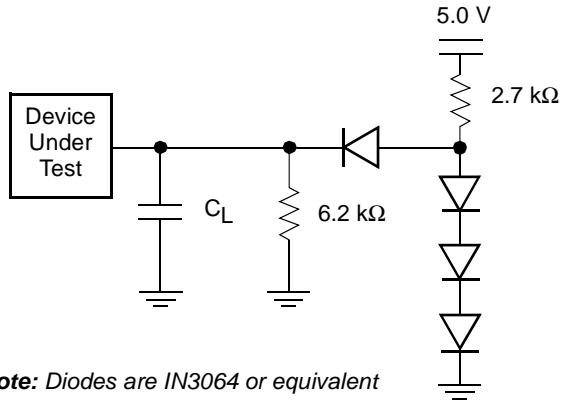 5.0 V
2.7 kΩ
Device
Under
Test
CL
6.2 kΩ
ote: Diodes are IN3064 or equivalent